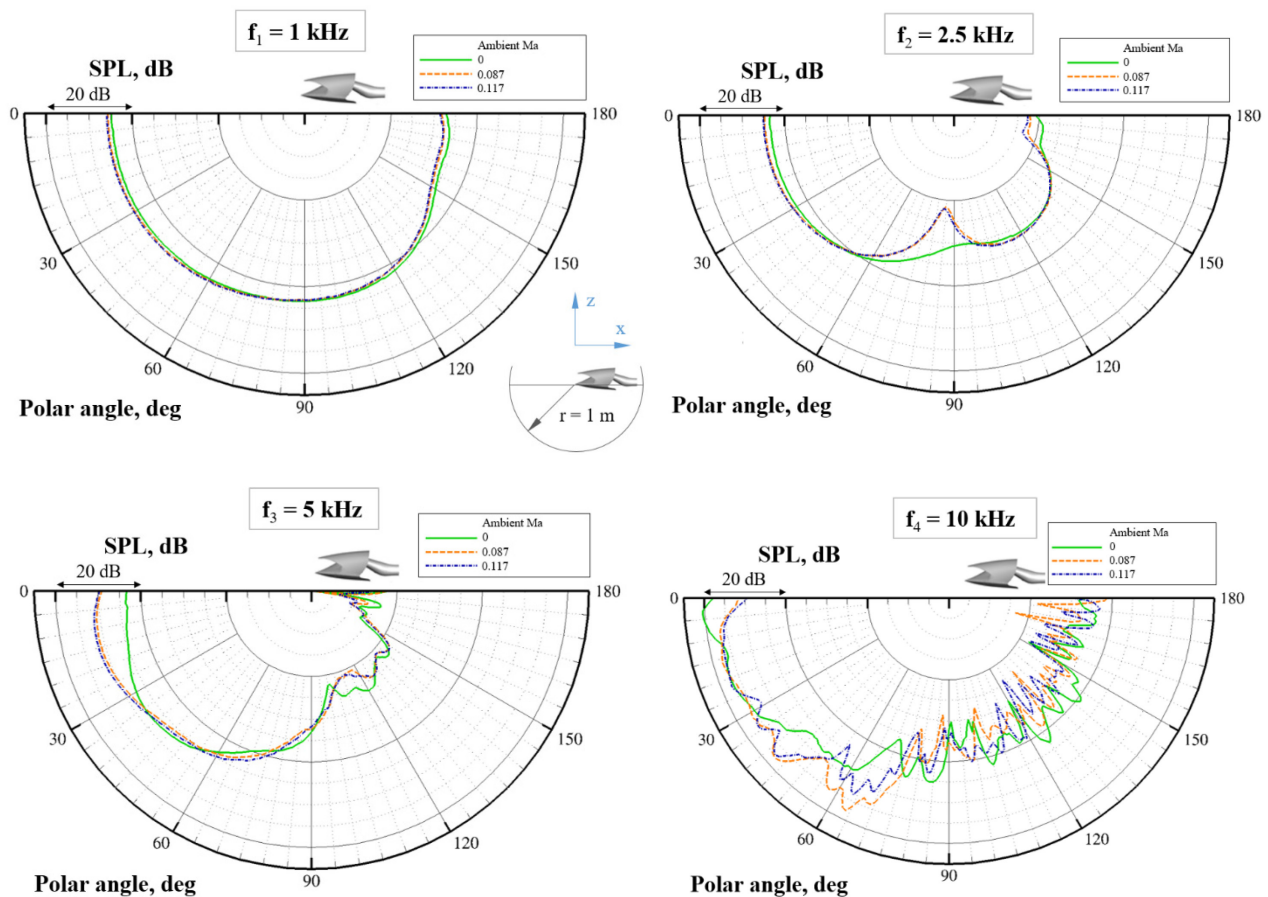 f₁ = 1 kHz
Ambient Ma
0
0.087
0.117
SPL, dB
20 dB
0
180
30
150
60
120
90
Polar angle, deg
f₂ = 2.5 kHz
Ambient Ma
0
0.087
0.117
SPL, dB
20 dB
0
180
30
150
60
120
90
Polar angle, deg
z
x
r = 1 m
f₃ = 5 kHz
Ambient Ma
0
0.087
0.117
SPL, dB
20 dB
0
180
30
150
60
120
90
Polar angle, deg
f₄ = 10 kHz
Ambient Ma
0
0.087
0.117
SPL, dB
20 dB
0
180
30
150
60
120
90
Polar angle, deg